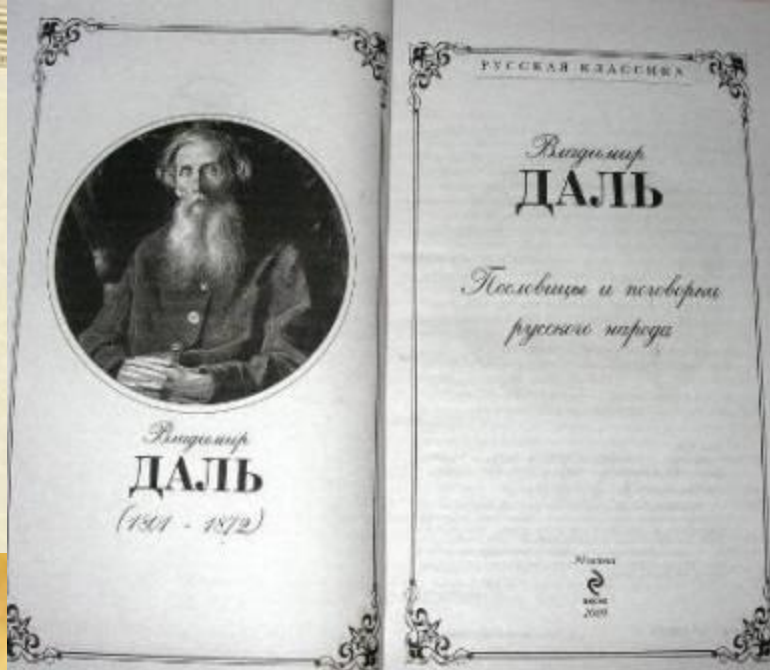 Владимир
ДАЛЬ
(1801 - 1872)
РУССКАЯ КЛАССИКА
Владимир
ДАЛЬ
Пословицы и поговорки
русского народа
Москва
2009